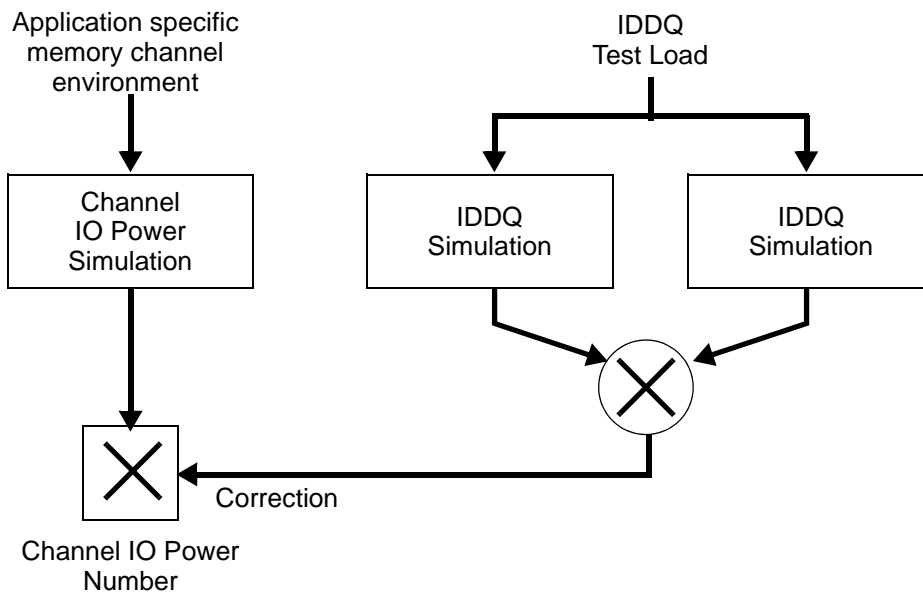 Application specific
memory channel
environment
IDDQ
Test Load
Channel
IO Power
Simulation
IDDQ
Simulation
IDDQ
Simulation
Correction
Channel IO Power
Number